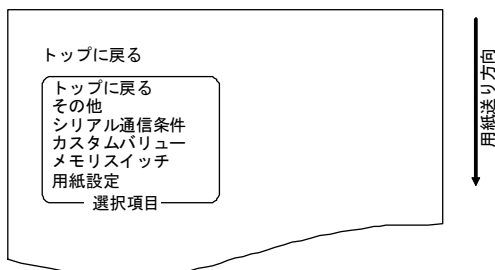 トップに戻る
トップに戻る
その他
シリアル通信条件
カスタムバリュー
メモリスイッチ
用紙設定
選択項目
用紙送り方向